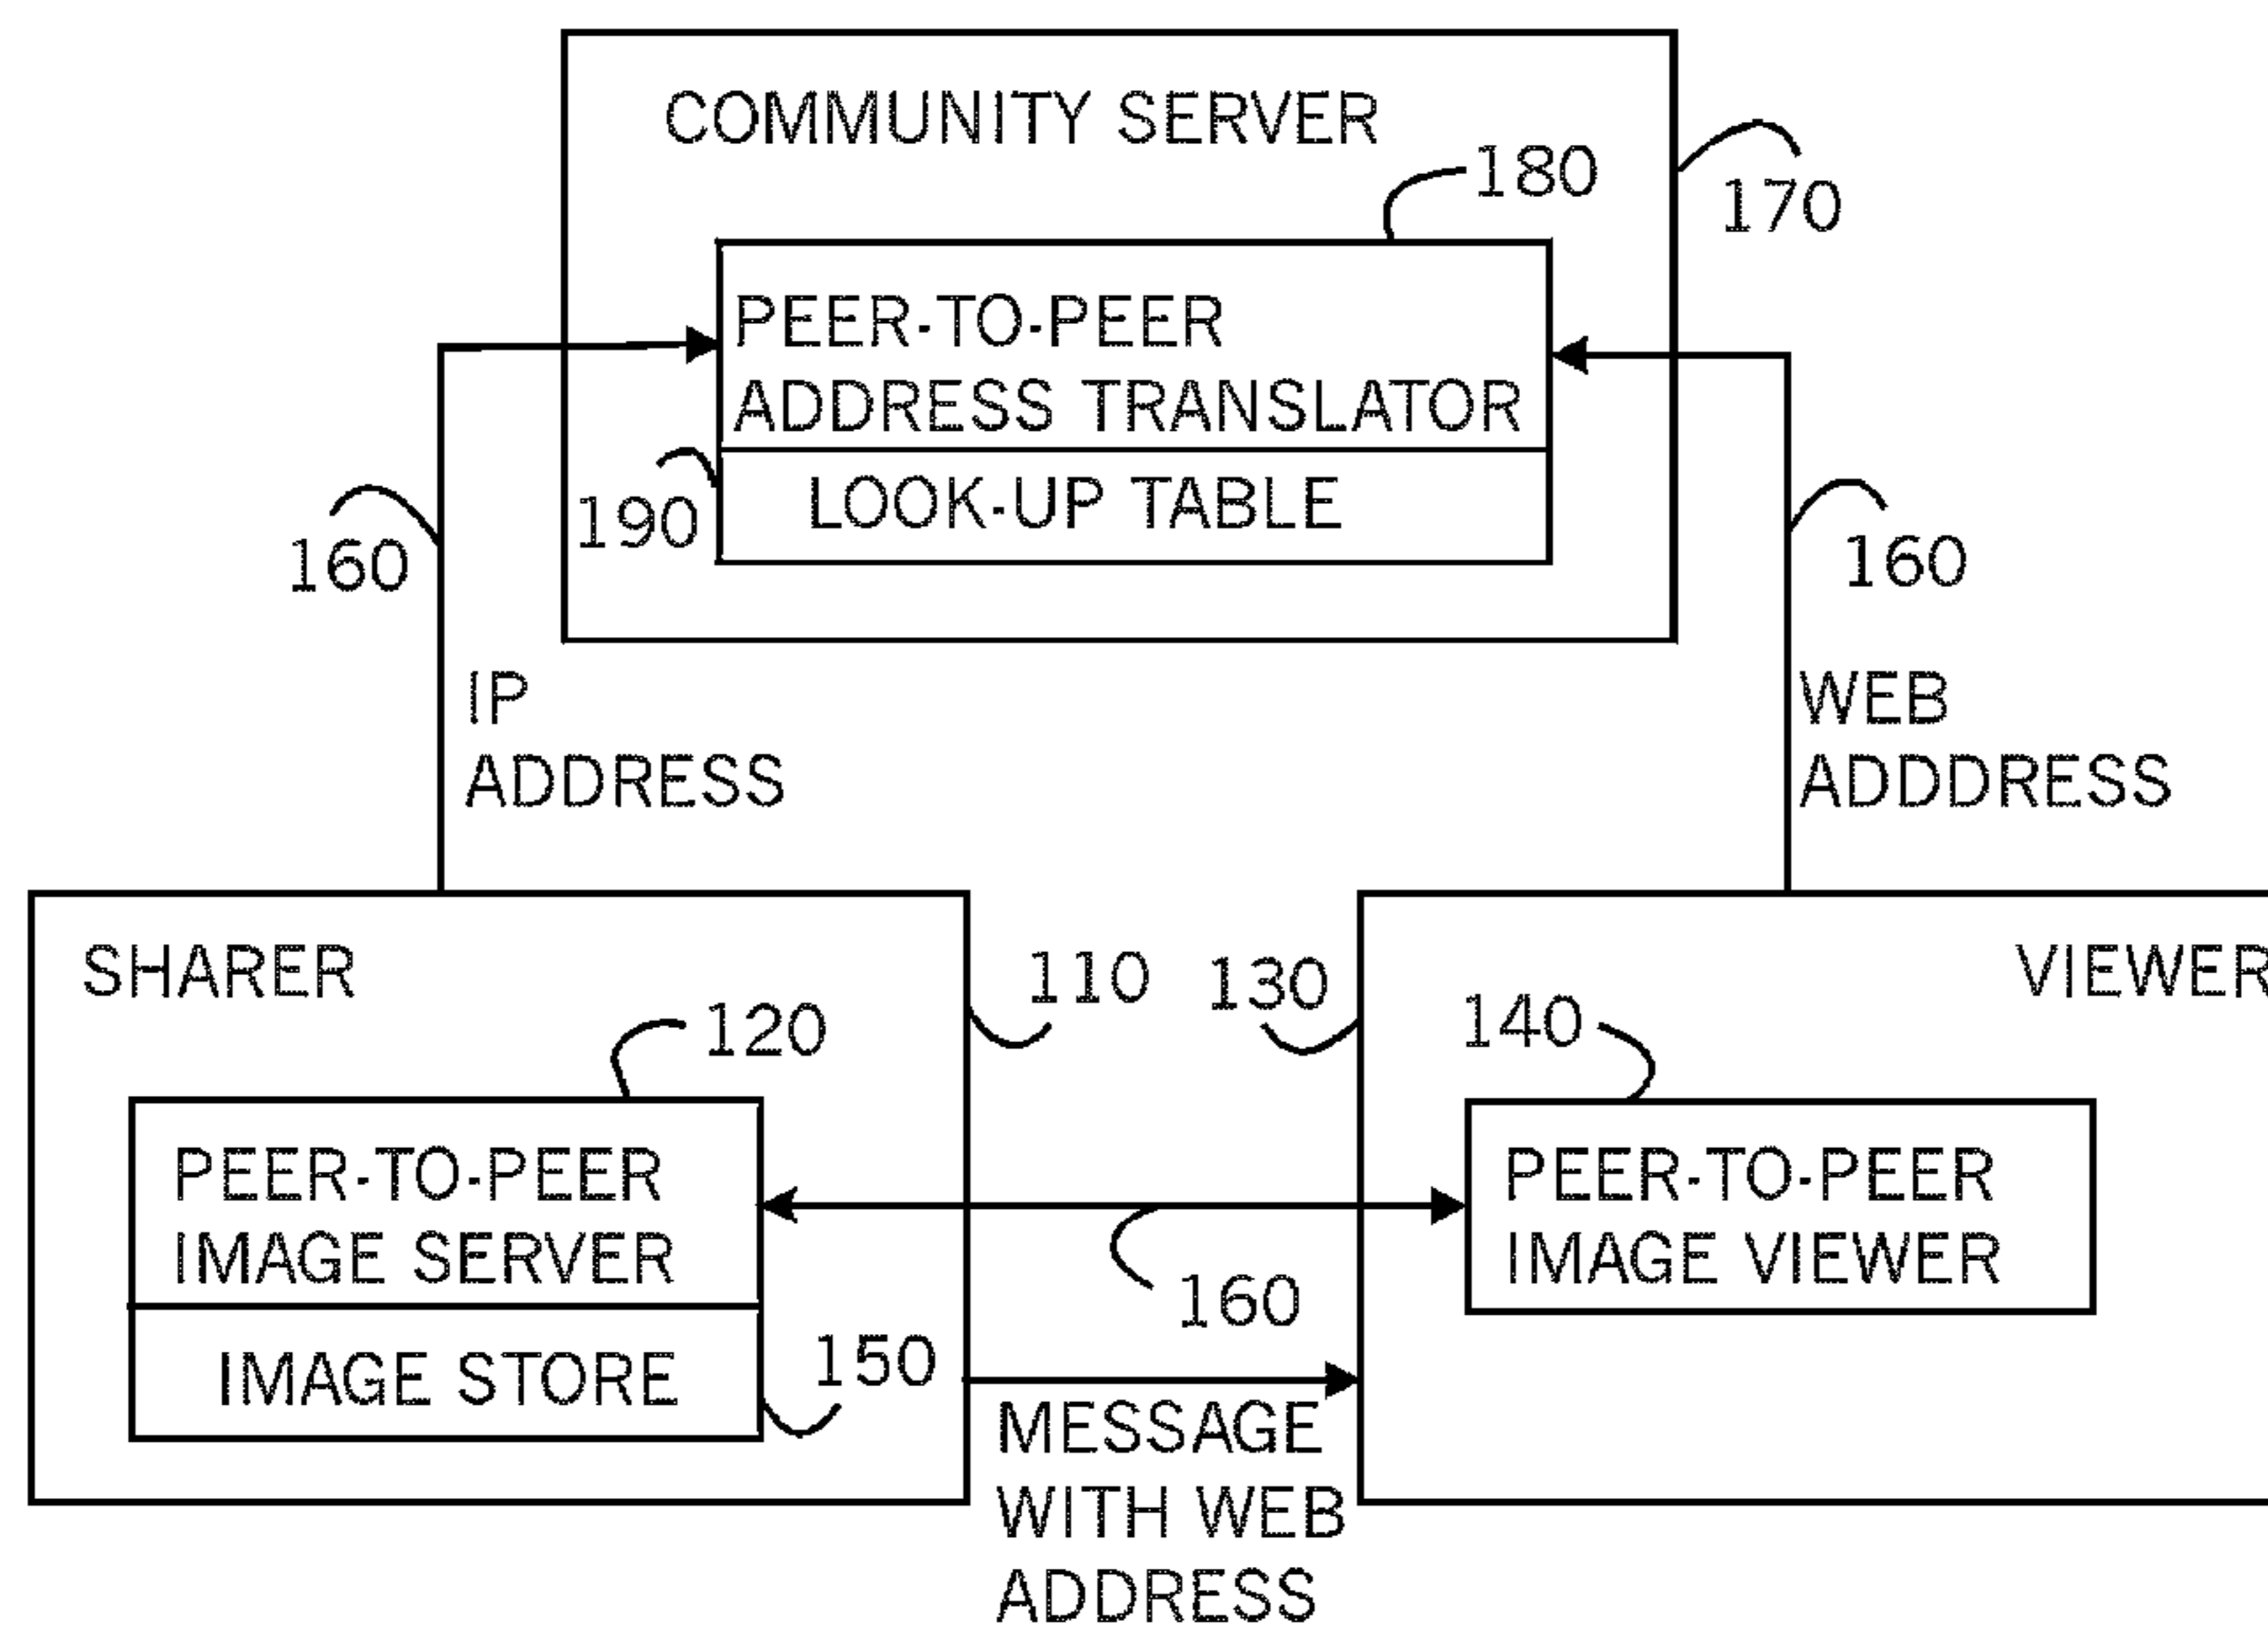 COMMUNITY SERVER
180
170
PEER-TO-PEER
ADDRESS TRANSLATOR
190
LOOK-UP TABLE
160
160
IP
ADDRESS
WEB
ADDDRESS
SHARER
110
130
VIEWER
120
140
PEER-TO-PEER
IMAGE SERVER
PEER-TO-PEER
IMAGE VIEWER
160
IMAGE STORE
150
MESSAGE
WITH WEB
ADDRESS